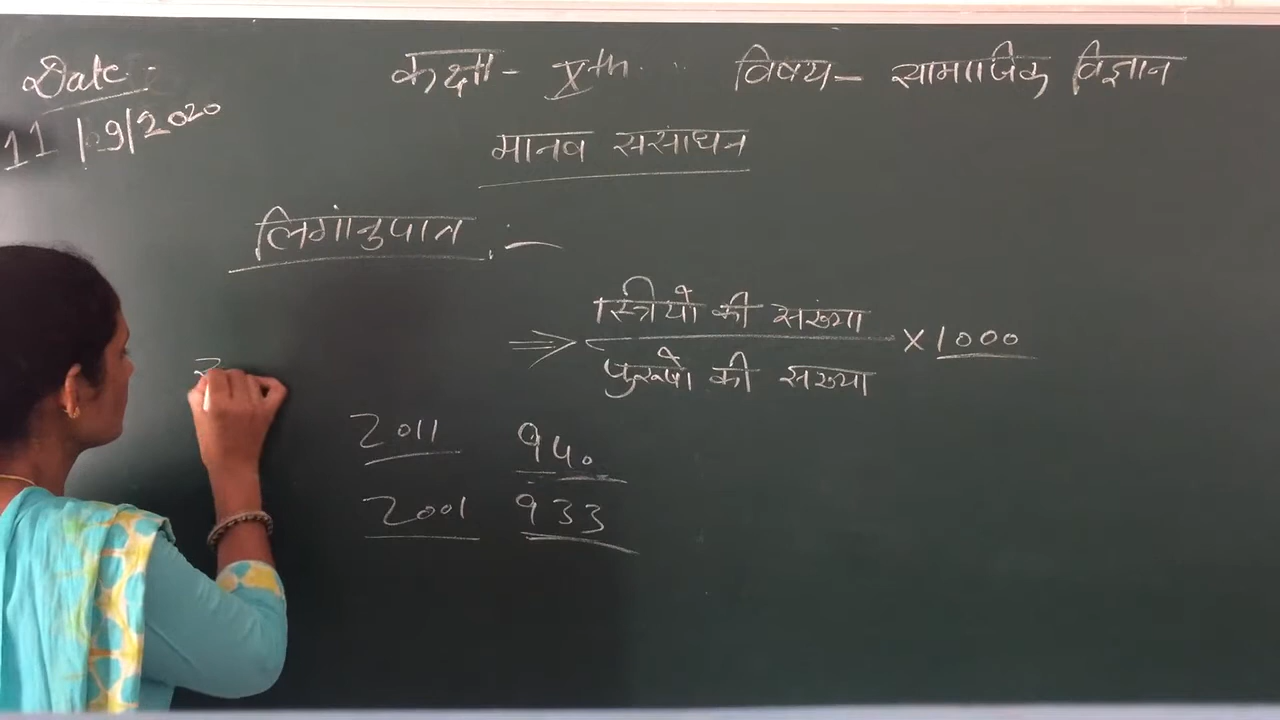 Date :-
11/9/2020
कक्षा - Xth
विषय - सामाजिक विज्ञान
मानव संसाधन
लिगांनुपात :-
⇒ स्त्रियों की संख्या × 1000
पुरूषों की संख्या
2011 940
2001 933